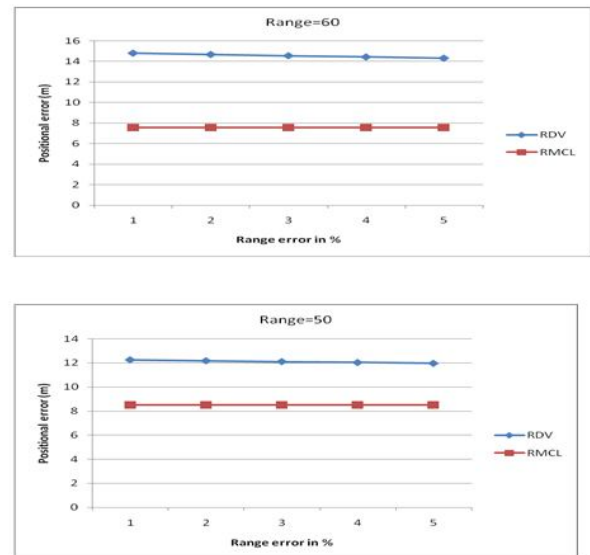 Range=60
16
14
12
10
8
6
4
2
0
Positional error (m)
1 2 3 4 5
Range error in %
RDV
RMCL
Range=50
14
12
10
8
6
4
2
0
Positional error (m)
1 2 3 4 5
Range error in %
RDV
RMCL